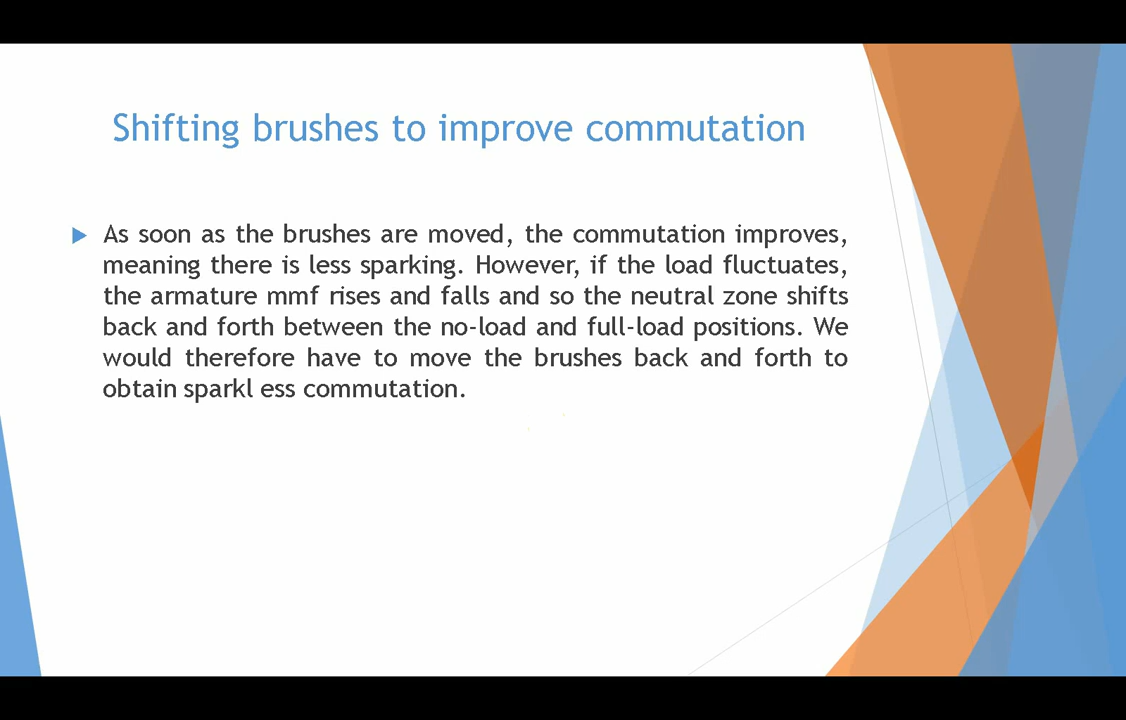 Shifting brushes to improve commutation
As soon as the brushes are moved, the commutation improves,
meaning there is less sparking. However, if the load fluctuates,
the armature mmf rises and falls and so the neutral zone shifts
back and forth between the no-load and full-load positions. We
would therefore have to move the brushes back and forth to
obtain sparkl ess commutation.